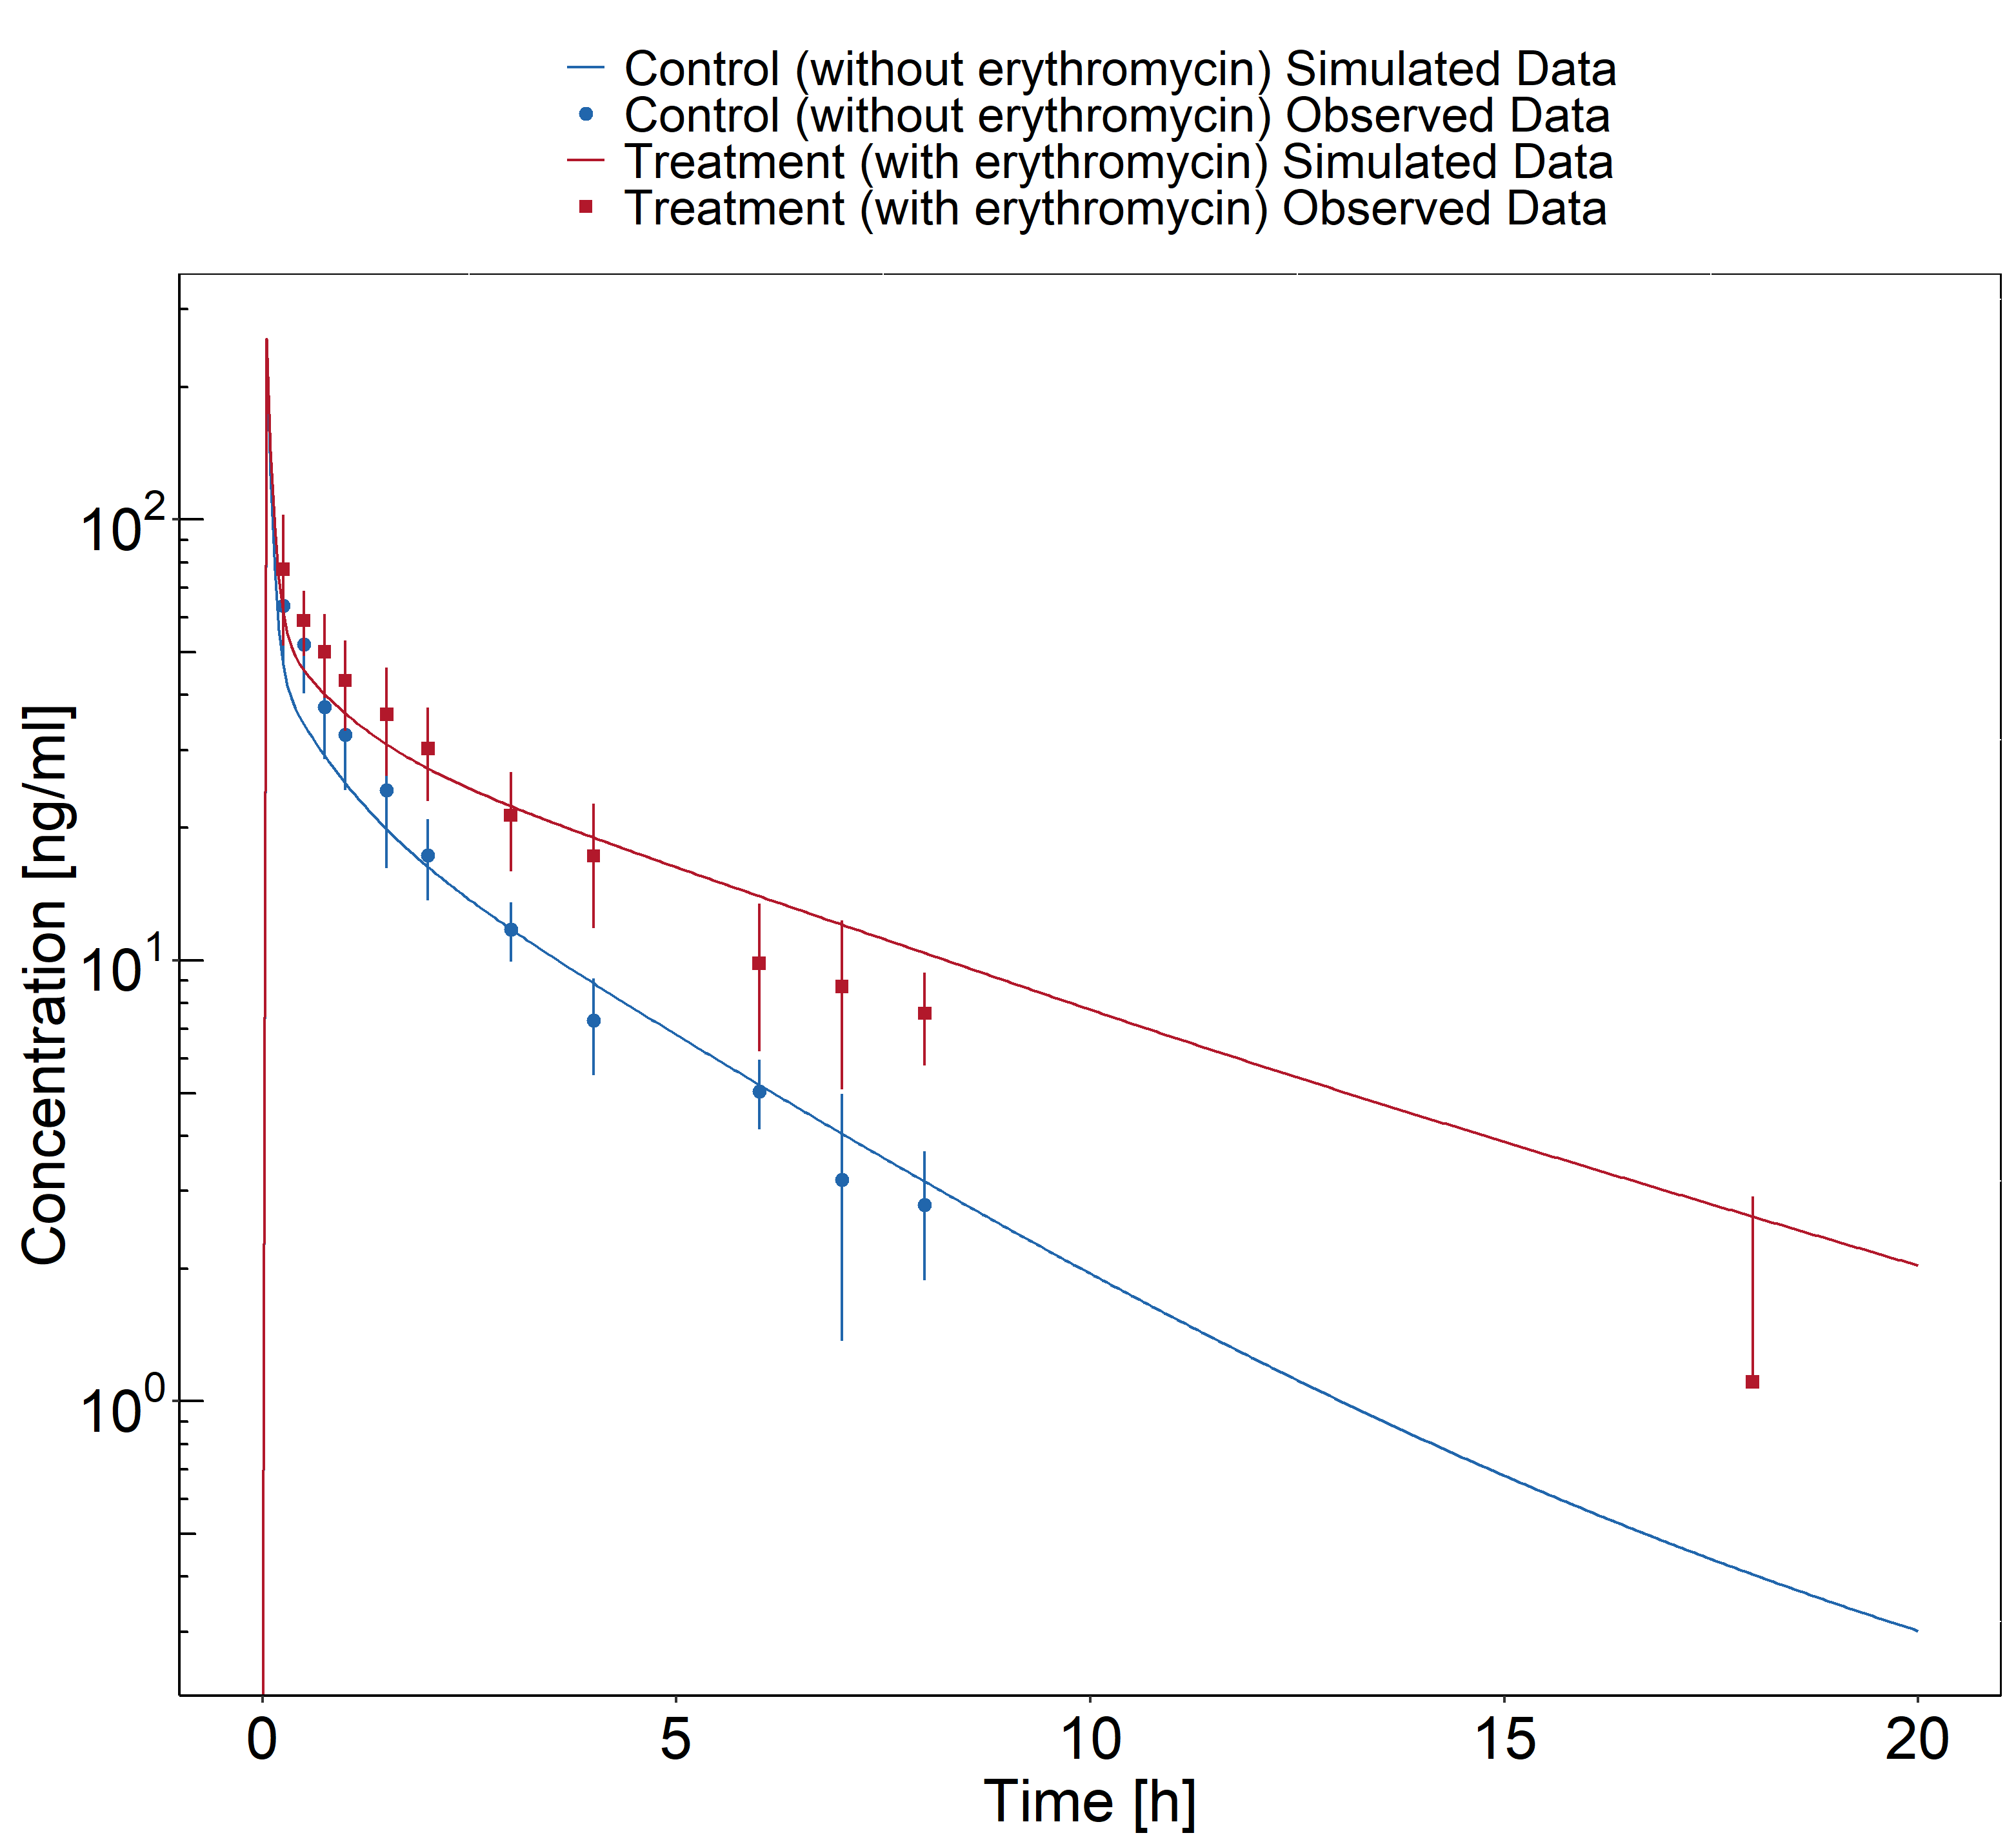 Control (without erythromycin) Simulated Data
Control (without erythromycin) Observed Data
Treatment (with erythromycin) Simulated Data
Treatment (with erythromycin) Observed Data
Concentration [ng/ml]
10²
10¹
10⁰
0 5 10 15 20
Time [h]